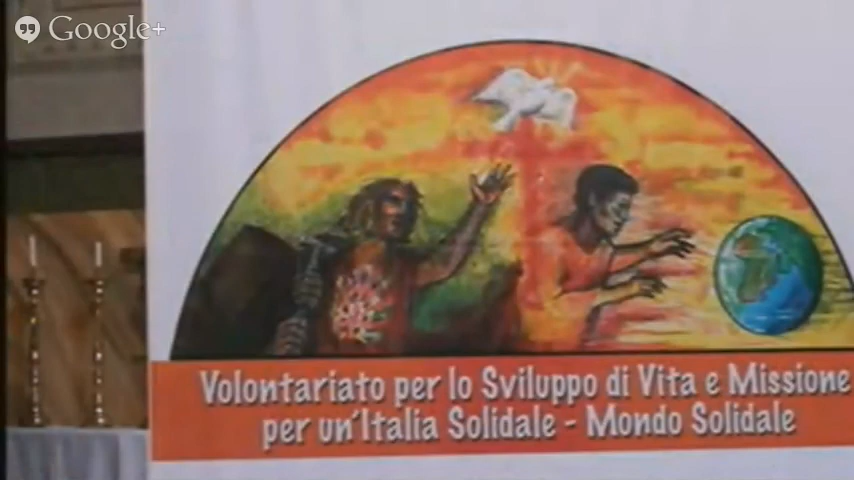 Google+
Volontariato per lo Sviluppo di Vita e Missione
per un'Italia Solidale - Mondo Solidale